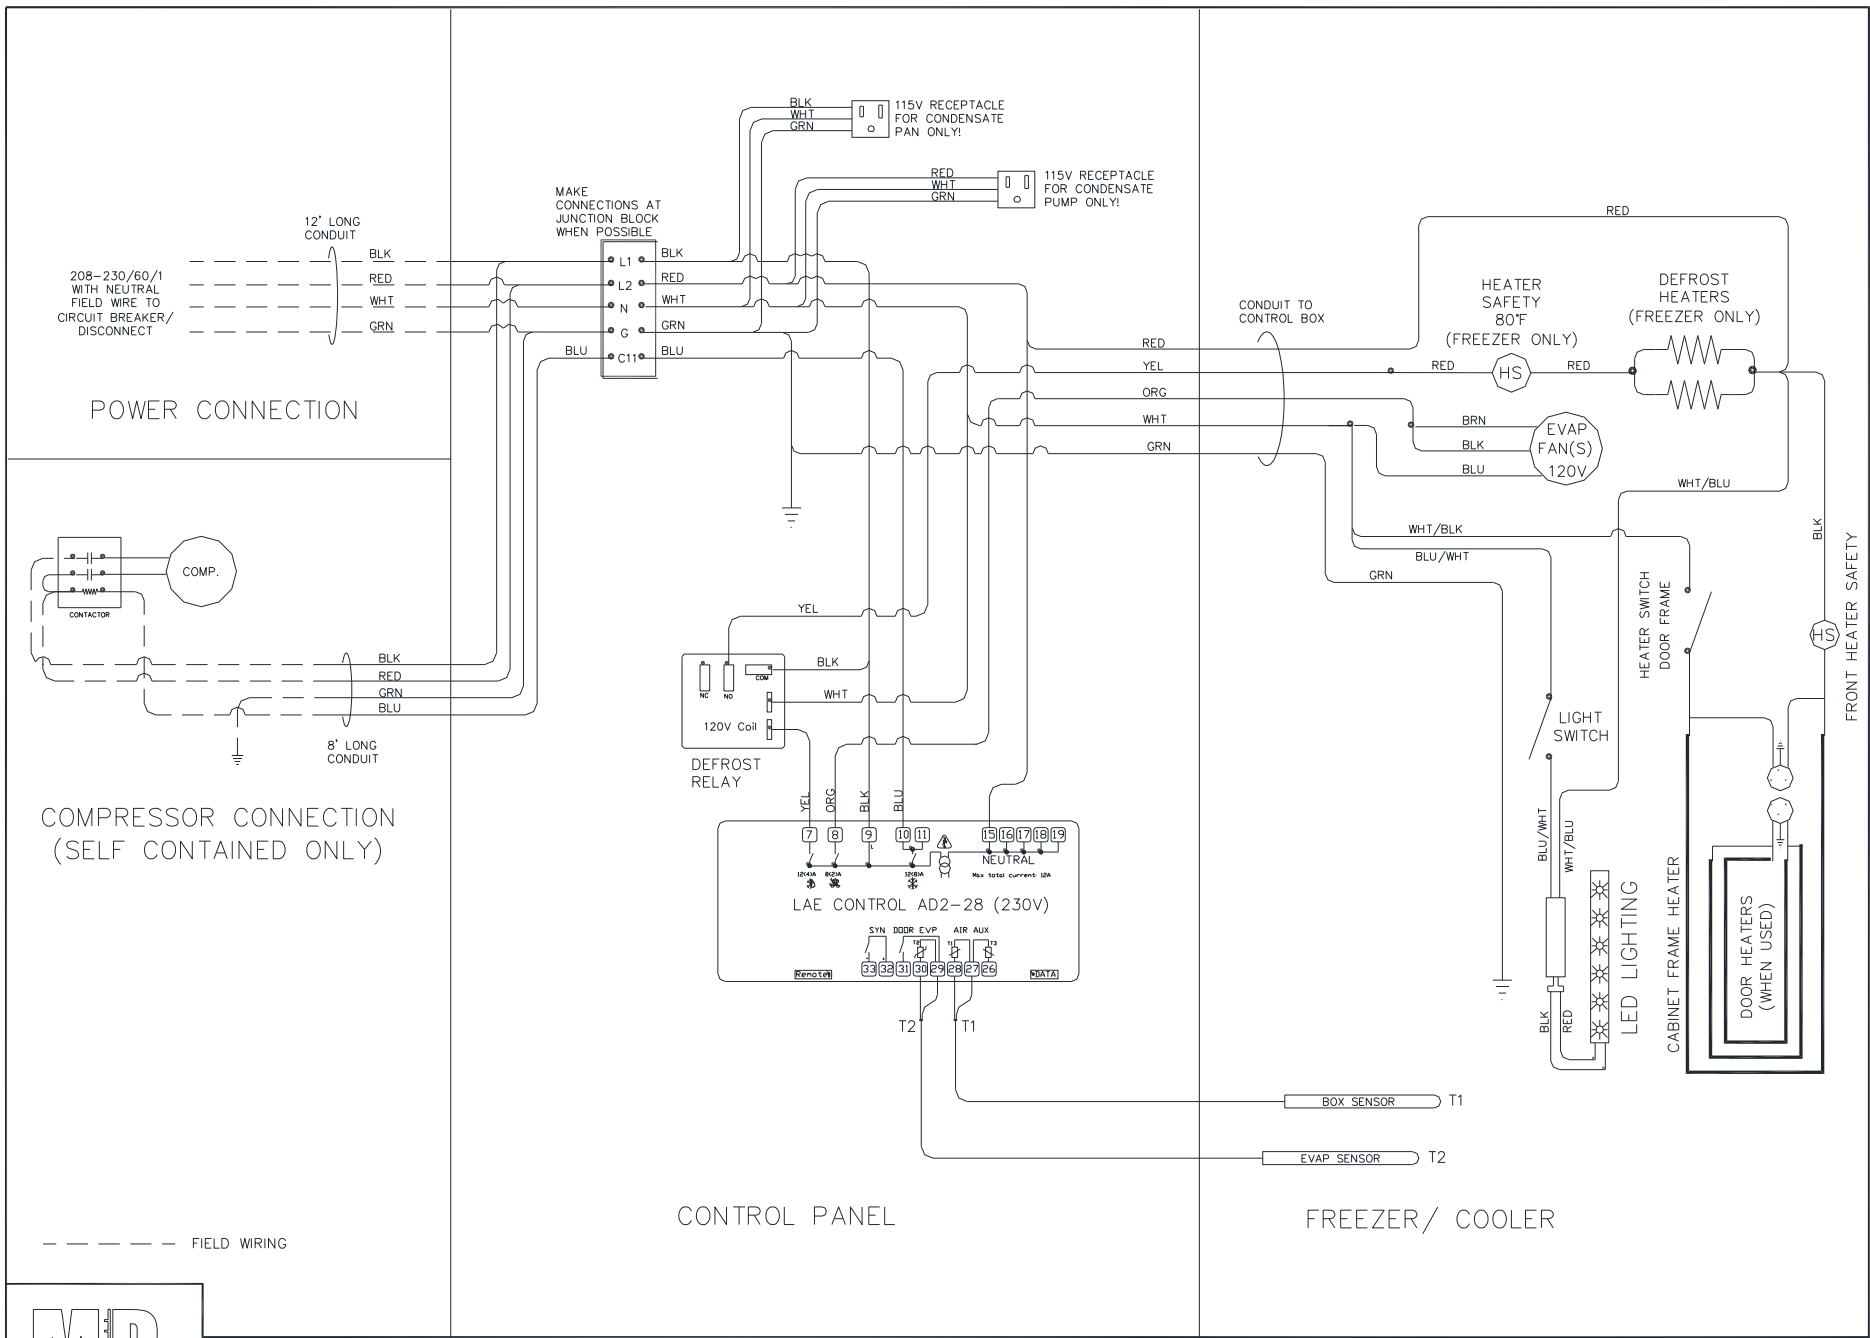 BLK
WHT
GRN
115V RECEPTACLE
FOR CONDENSATE
PAN ONLY!
RED
WHT
GRN
115V RECEPTACLE
FOR CONDENSATE
PUMP ONLY!
MAKE
CONNECTIONS AT
JUNCTION BLOCK
WHEN POSSIBLE
12' LONG
CONDUIT
208-230/60/1
WITH NEUTRAL
FIELD WIRE TO
CIRCUIT BREAKER/
DISCONNECT
BLK
RED
WHT
GRN
BLU
L1
L2
N
G
C11
BLK
RED
WHT
GRN
BLU
POWER CONNECTION
RED
CONDUIT TO
CONTROL BOX
HEATER
SAFETY
80°F
(FREEZER ONLY)
DEFROST
HEATERS
(FREEZER ONLY)
RED
YEL
ORG
WHT
GRN
RED
HS
RED
BRN
BLK
BLU
EVAP
FAN(S)
120V
WHT/BLU
WHT/BLK
BLU/WHT
GRN
BLK
HS
FRONT HEATER SAFETY
HEATER SWITCH
DOOR FRAME
LIGHT
SWITCH
COMP.
CONTACTOR
BLK
RED
GRN
BLU
8' LONG
CONDUIT
COMPRESSOR CONNECTION
(SELF CONTAINED ONLY)
YEL
BLK
WHT
NC
NO
COM
120V Coil
DEFROST
RELAY
YEL
ORG
BLK
BLU
7
8
9
10
11
15
16
17
18
19
L
NEUTRAL
12(4)A
8(2)A
12(8)A
Max total current: 12A
LAE CONTROL AD2-28 (230V)
SYN DOOR EVP AIR AUX
T2
T1
T3
33
32
31
30
29
28
27
26
Remote
DATA
T2
T1
BLU/WHT
WHT/BLU
BLK
RED
LED LIGHTING
CABINET FRAME HEATER
DOOR HEATERS
(WHEN USED)
BOX SENSOR
T1
EVAP SENSOR
T2
CONTROL PANEL
FREEZER/ COOLER
FIELD WIRING